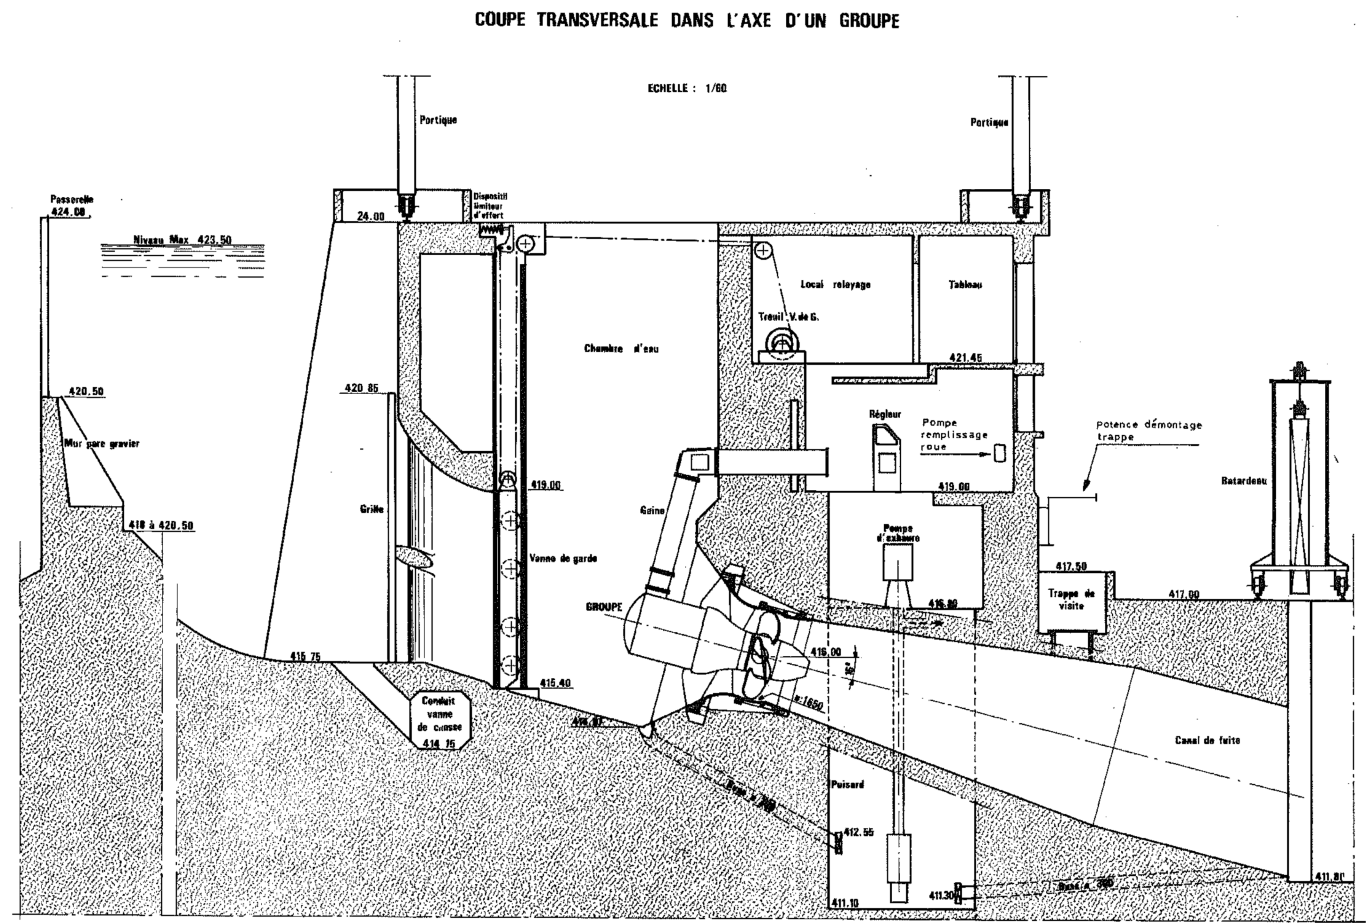 COUPE TRANSVERSALE DANS L'AXE D'UN GROUPE
ECHELLE : 1/60
Portique
Portique
Passerelle
424.00
Dispositif
limiteur
d'effort
24.00
Niveau Max 423.50
Local relayage
Tableau
Treuil V. de G.
Chambre d'eau
421.45
420.50
420.85
Mur pare gravier
Régleur
Pompe
remplissage
roue
Potence démontage
trappe
419.00
419.00
Batardeau
Grille
Gaine
418 à 420.50
Pompe
d'exhaure
Vanne de garde
417.50
Trappe de
visite
417.00
GROUPE
416.80
416.00
16°
415.75
415.40
ø:1650
Conduit
vanne
de chasse
414.75
Canal de fuite
Puisard
412.55
411.30
411.80
411.10